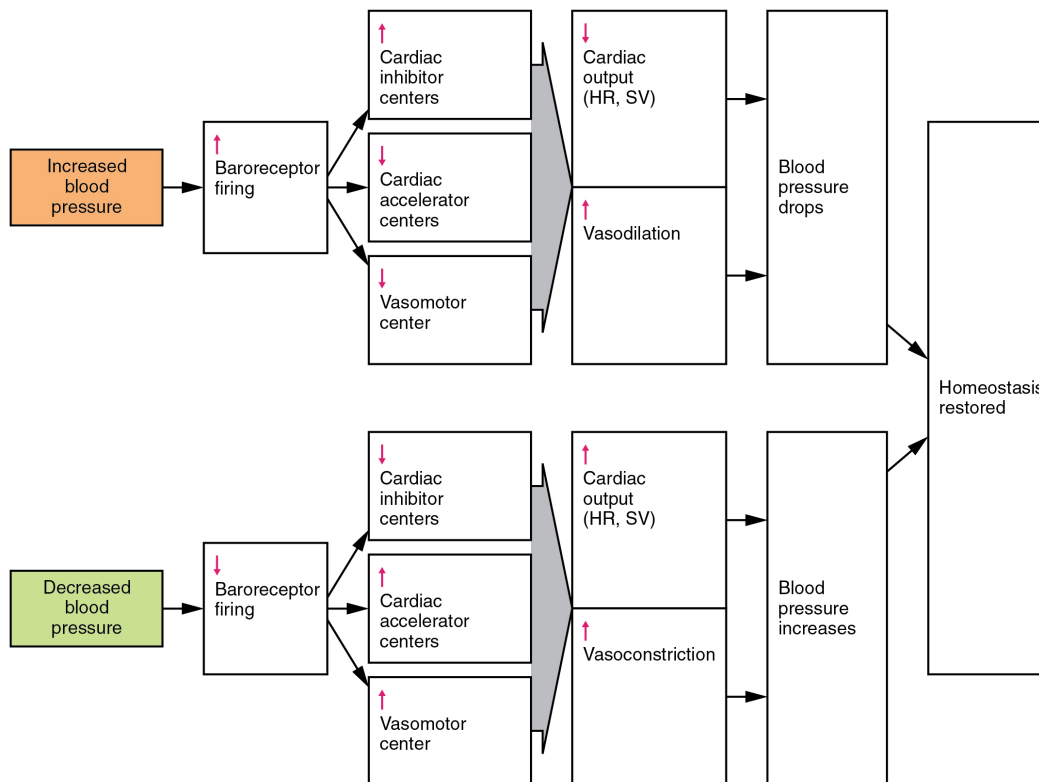 Increased
blood
pressure
↑
Baroreceptor
firing
↑
Cardiac
inhibitor
centers
↓
Cardiac
accelerator
centers
↓
Vasomotor
center
↓
Cardiac
output
(HR, SV)
↑
Vasodilation
Blood
pressure
drops
Homeostasis
restored
Decreased
blood
pressure
↓
Baroreceptor
firing
↓
Cardiac
inhibitor
centers
↑
Cardiac
accelerator
centers
↑
Vasomotor
center
↑
Cardiac
output
(HR, SV)
↑
Vasoconstriction
Blood
pressure
increases